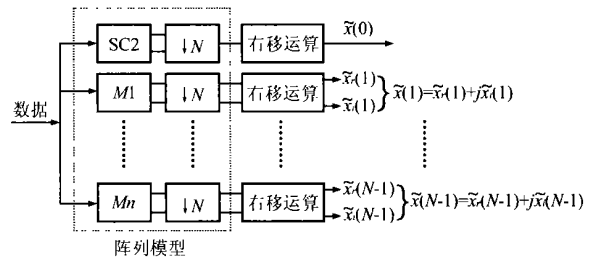 SC2 ↓N 右移运算 x̃(0)
数据
M1 ↓N 右移运算 x̃r(1) x̃i(1) } x̃(1)=x̃r(1)+jx̃i(1)
Mn ↓N 右移运算 x̃r(N-1) x̃i(N-1) } x̃(N-1)=x̃r(N-1)+jx̃i(N-1)
阵列模型